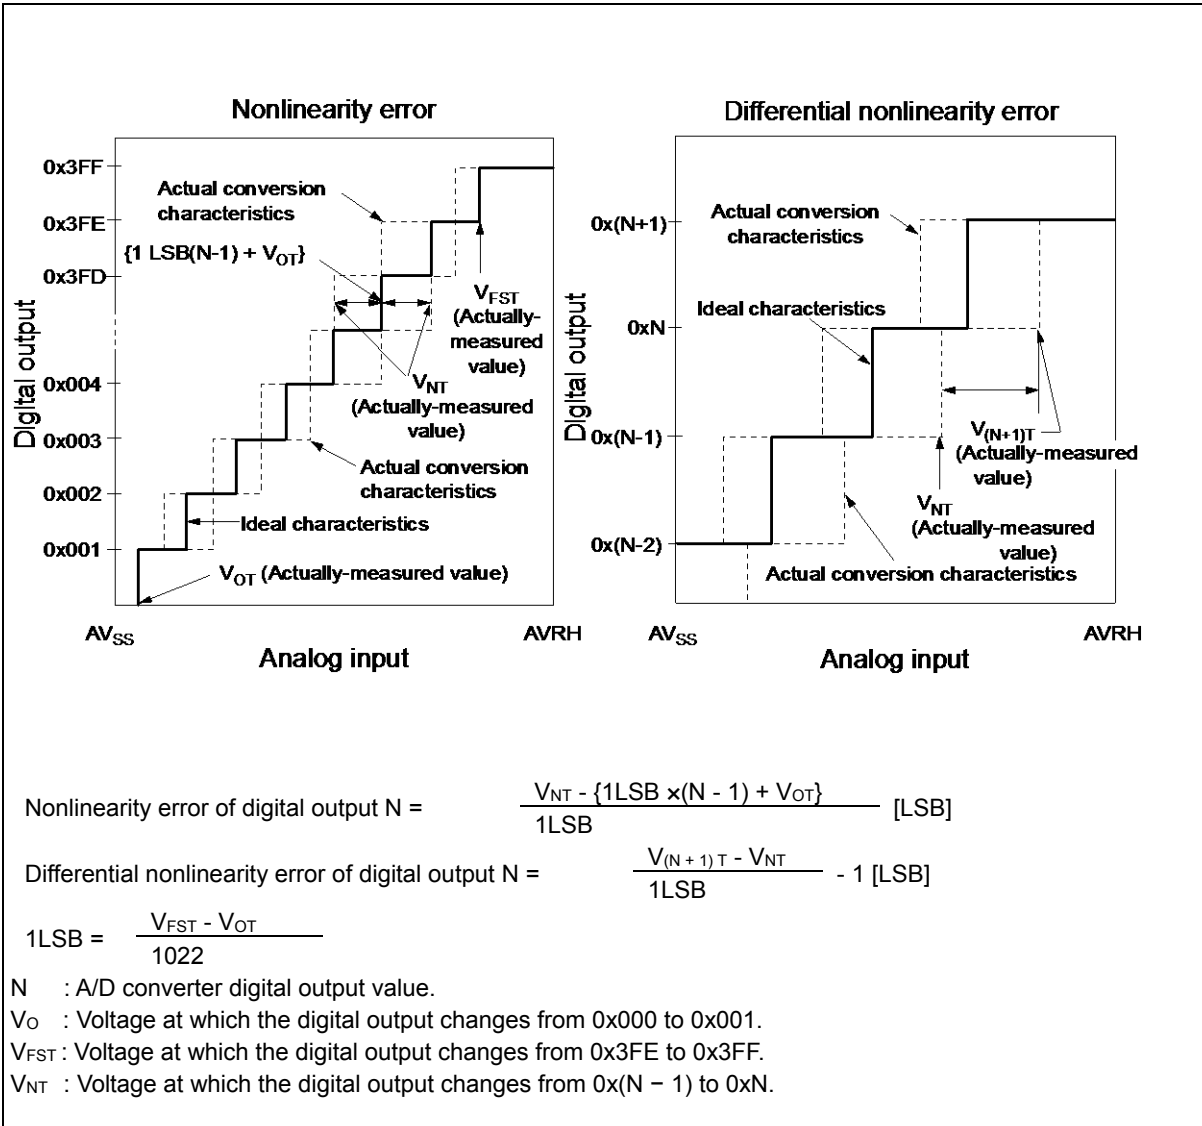 Nonlinearity error
0x3FF
0x3FE
0x3FD
0x004
0x003
0x002
0x001
Digital output
Actual conversion
characteristics
{1 LSB(N-1) + VOT}
VFST
(Actually-
measured
value)
VNT
(Actually-measured
value)
Actual conversion
characteristics
Ideal characteristics
VOT (Actually-measured value)
AVSS
AVRH
Analog input
Differential nonlinearity error
0x(N+1)
0xN
0x(N-1)
0x(N-2)
Digital output
Actual conversion
characteristics
Ideal characteristics
V(N+1)T
(Actually-measured
value)
VNT
(Actually-measured
value)
Actual conversion characteristics
AVSS
AVRH
Analog input
Nonlinearity error of digital output N = VNT - {1LSB ×(N - 1) + VOT} / 1LSB [LSB]
Differential nonlinearity error of digital output N = V(N + 1) T - VNT / 1LSB - 1 [LSB]
1LSB = VFST - VOT / 1022
N : A/D converter digital output value.
VO : Voltage at which the digital output changes from 0x000 to 0x001.
VFST : Voltage at which the digital output changes from 0x3FE to 0x3FF.
VNT : Voltage at which the digital output changes from 0x(N − 1) to 0xN.